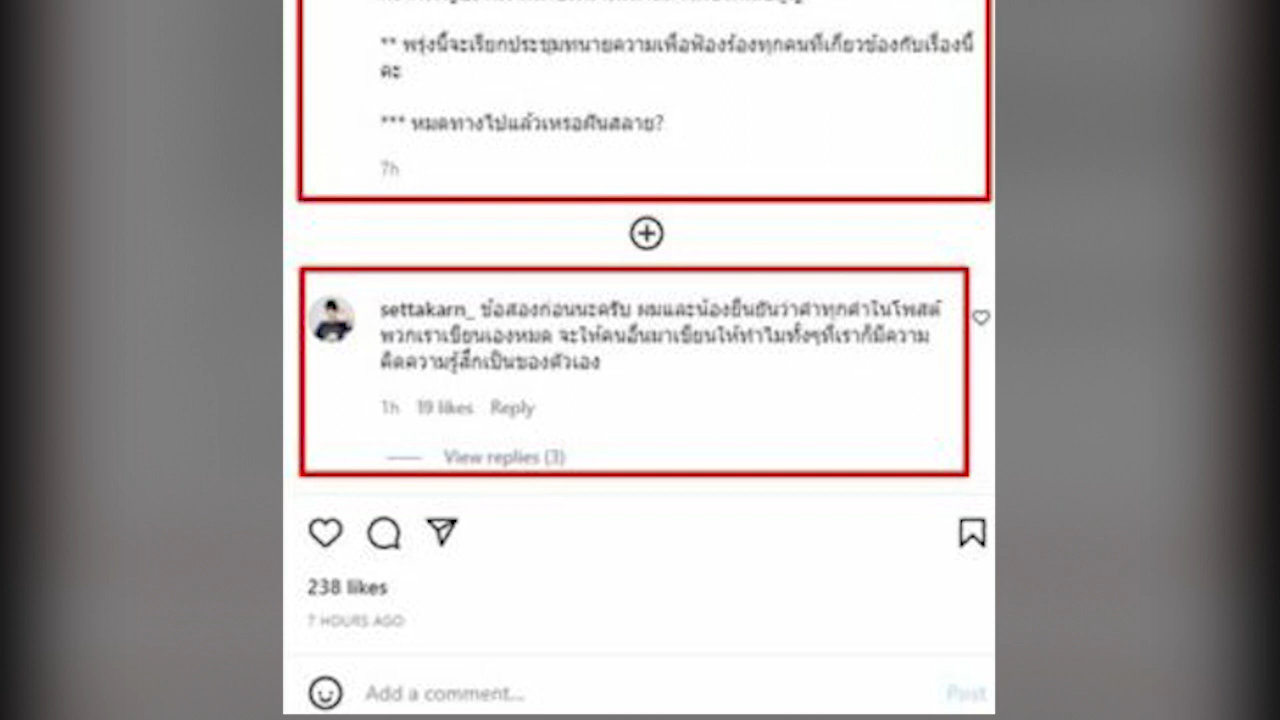 ** พรุ่งนี้จะเรียกประชุมทนายความเพื่อฟ้องร้องทุกคนที่เกี่ยวข้องกับเรื่องนี้
คะ
*** หมดทางไปแล้วเหรอผืนสลาย?
7h
settakarn_ ข้อสองก่อนนะครับ ผมและน้องยืนยันว่าคำทุกคำในโพสต์
พวกเราเขียนเองหมด จะให้คนอื่นมาเขียนให้ทำไมทั้งๆที่เราก็มีความ
คิดความรู้สึกเป็นของตัวเอง
1h 19 likes Reply
View replies (3)
238 likes
7 HOURS AGO
Add a comment...
Post